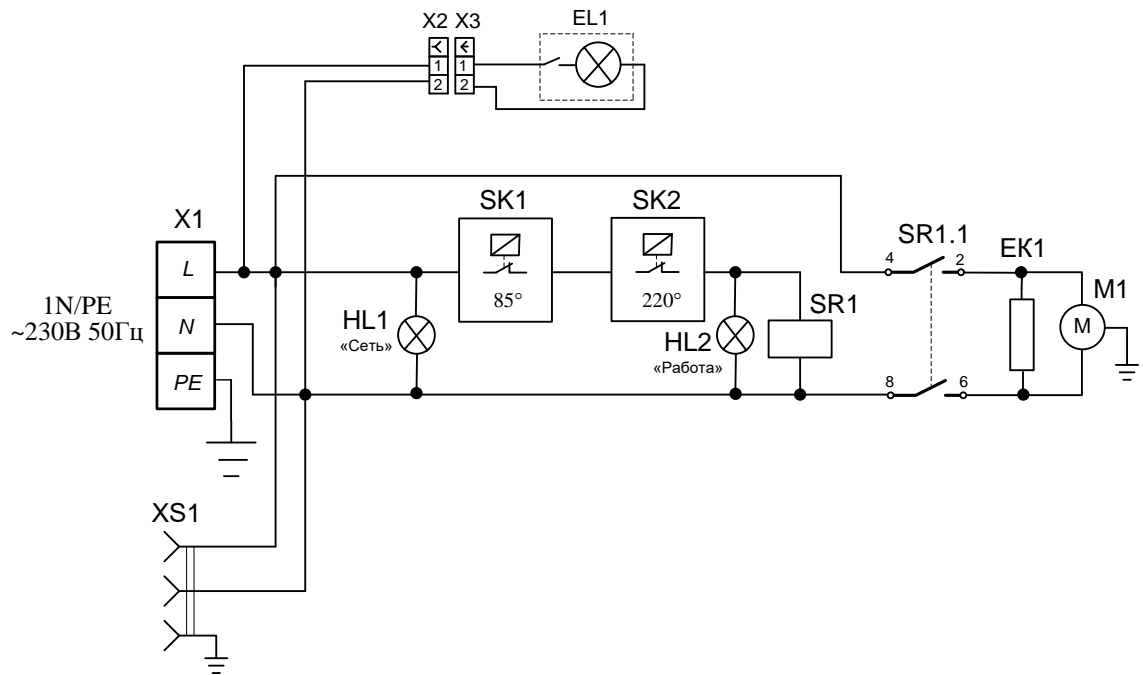 X2 X3
EL1
1 1
2 2
X1
L
N
PE
1N/PE
~230В 50Гц
SK1
85°
SK2
220°
HL1
«Сеть»
HL2
«Работа»
SR1
SR1.1
4 2
8 6
EК1
M1
M
XS1